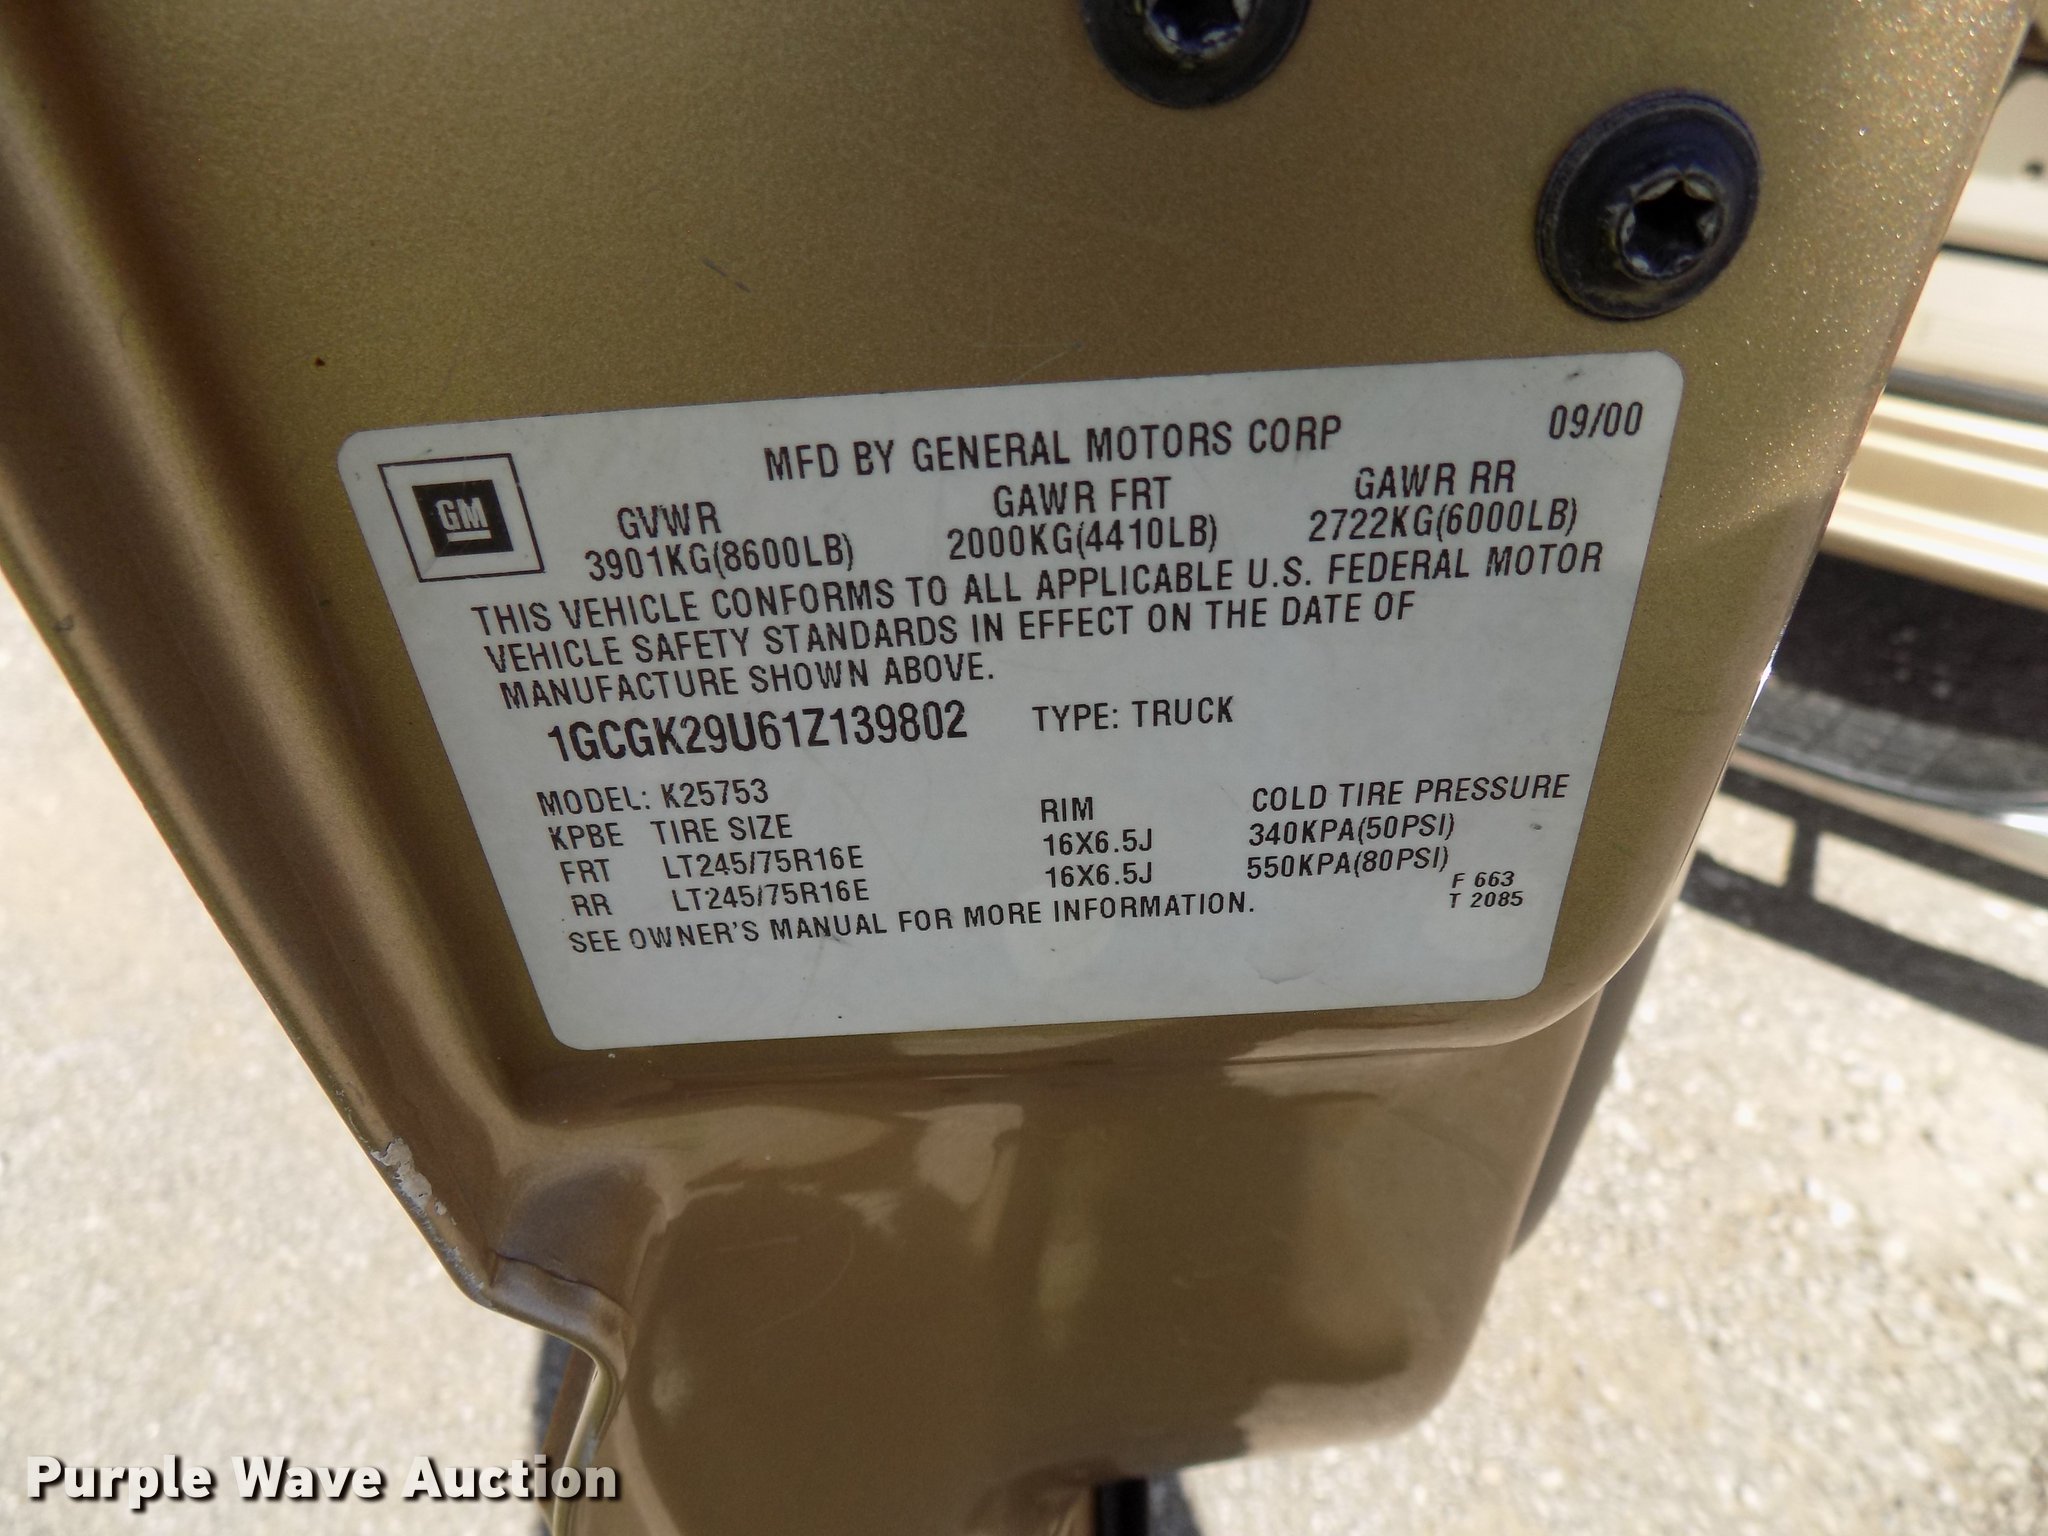 MFD BY GENERAL MOTORS CORP 09/00
GM
GVWR GAWR FRT GAWR RR
3901KG(8600LB) 2000KG(4410LB) 2722KG(6000LB)
THIS VEHICLE CONFORMS TO ALL APPLICABLE U.S. FEDERAL MOTOR
VEHICLE SAFETY STANDARDS IN EFFECT ON THE DATE OF
MANUFACTURE SHOWN ABOVE.
1GCGK29U61Z139802 TYPE: TRUCK
MODEL: K25753
KPBE TIRE SIZE RIM COLD TIRE PRESSURE
FRT LT245/75R16E 16X6.5J 340KPA(50PSI)
RR LT245/75R16E 16X6.5J 550KPA(80PSI)
SEE OWNER'S MANUAL FOR MORE INFORMATION.
F 663
T 2085
Purple Wave Auction